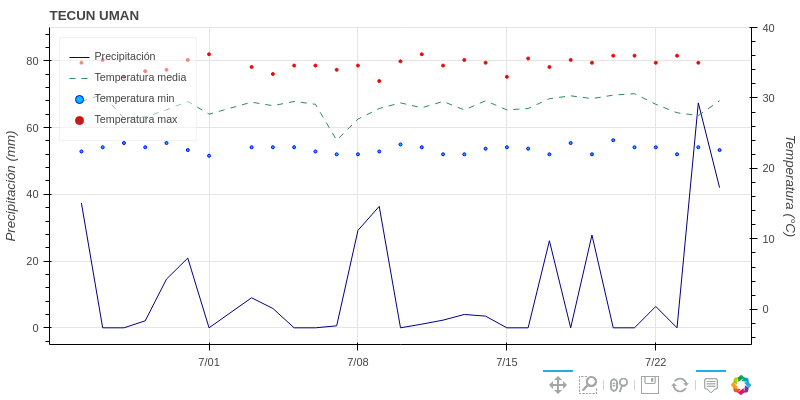 TECUN UMAN
Precipitación
Temperatura media
Temperatura min
Temperatura max
Precipitación (mm)
80
60
40
20
0
Temperatura (°C)
40
30
20
10
0
7/01
7/08
7/15
7/22